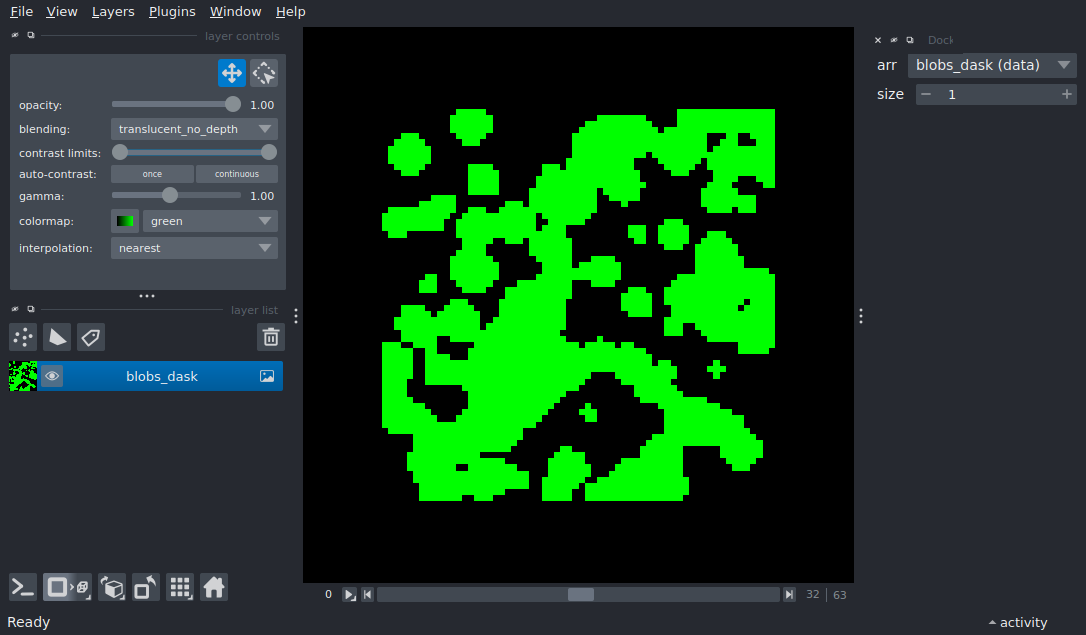 File View Layers Plugins Window Help
layer controls
opacity: 1.00
blending: translucent_no_depth
contrast limits:
auto-contrast: once continuous
gamma: 1.00
colormap: green
interpolation: nearest
layer list
blobs_dask
0 32 63
Ready
Dock
arr blobs_dask (data)
size 1
activity